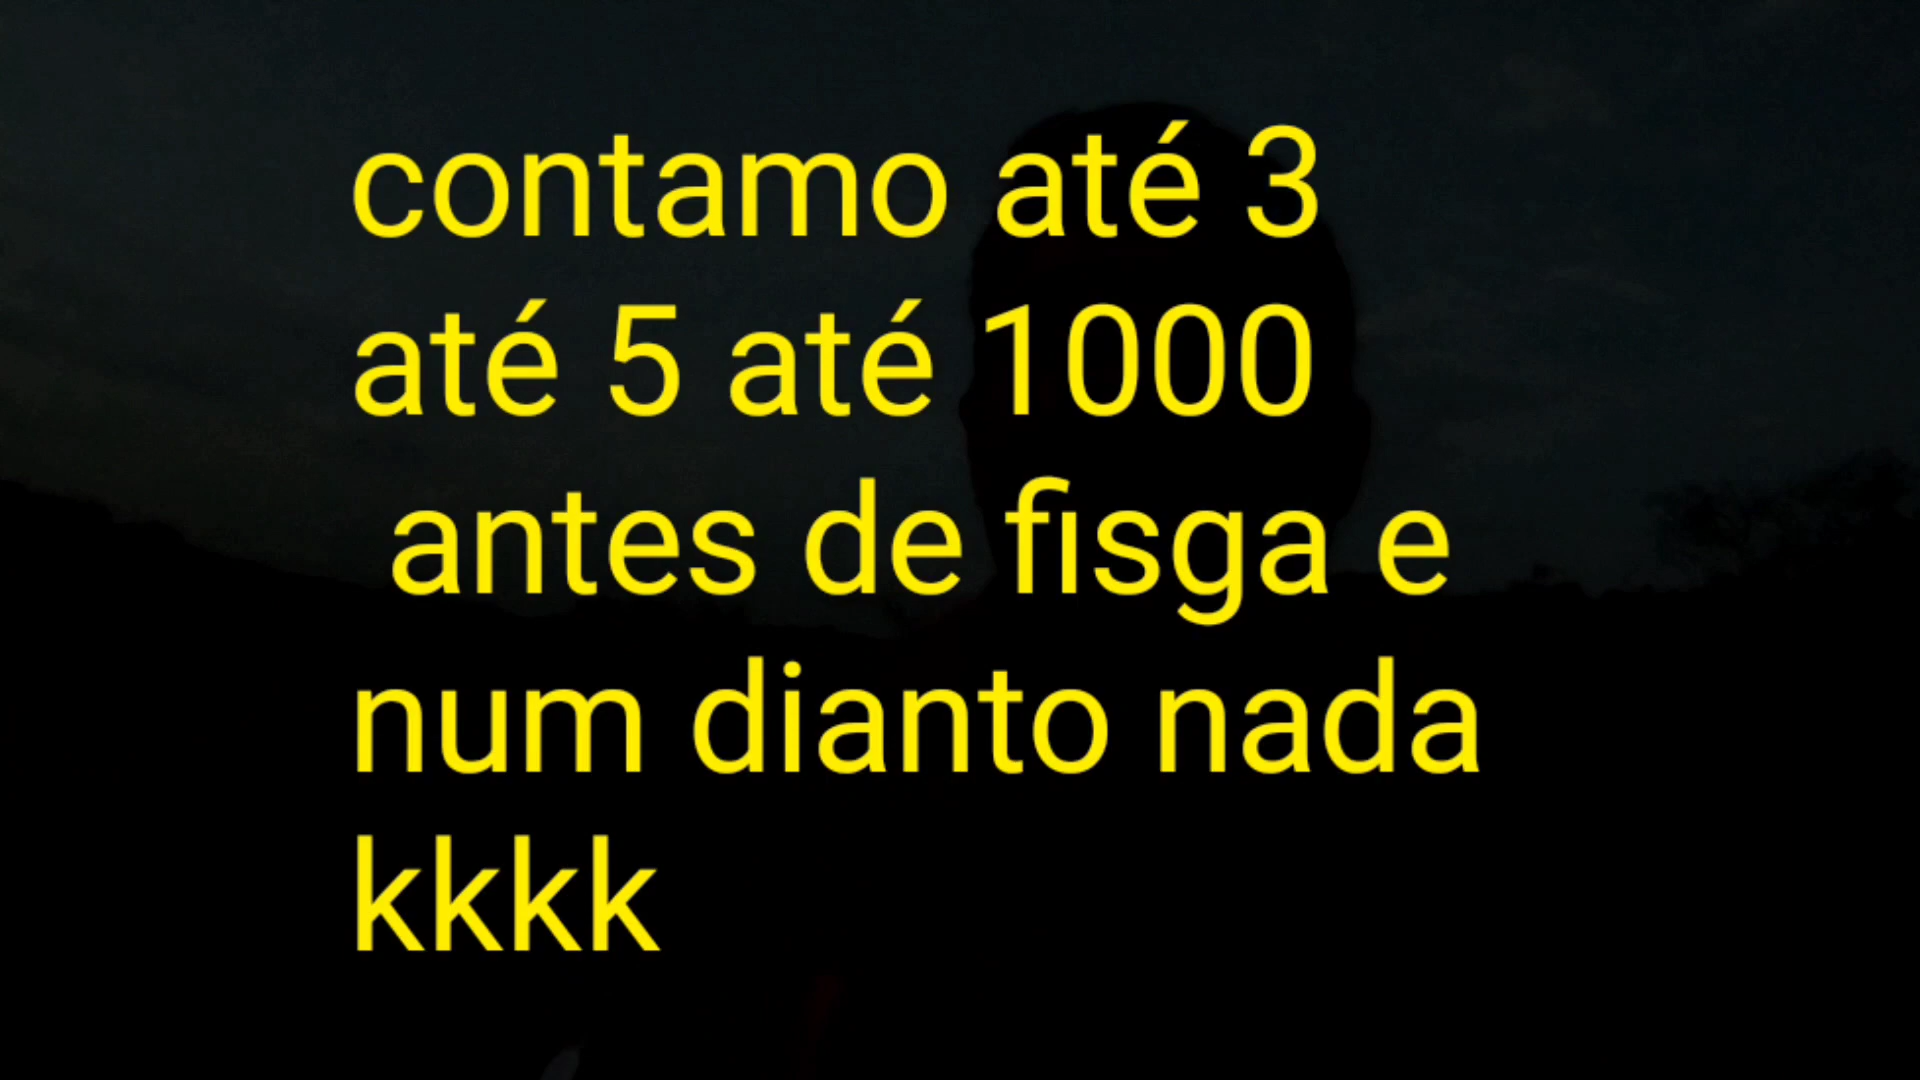 contamo até 3
até 5 até 1000
antes de fisga e
num dianto nada
kkkk